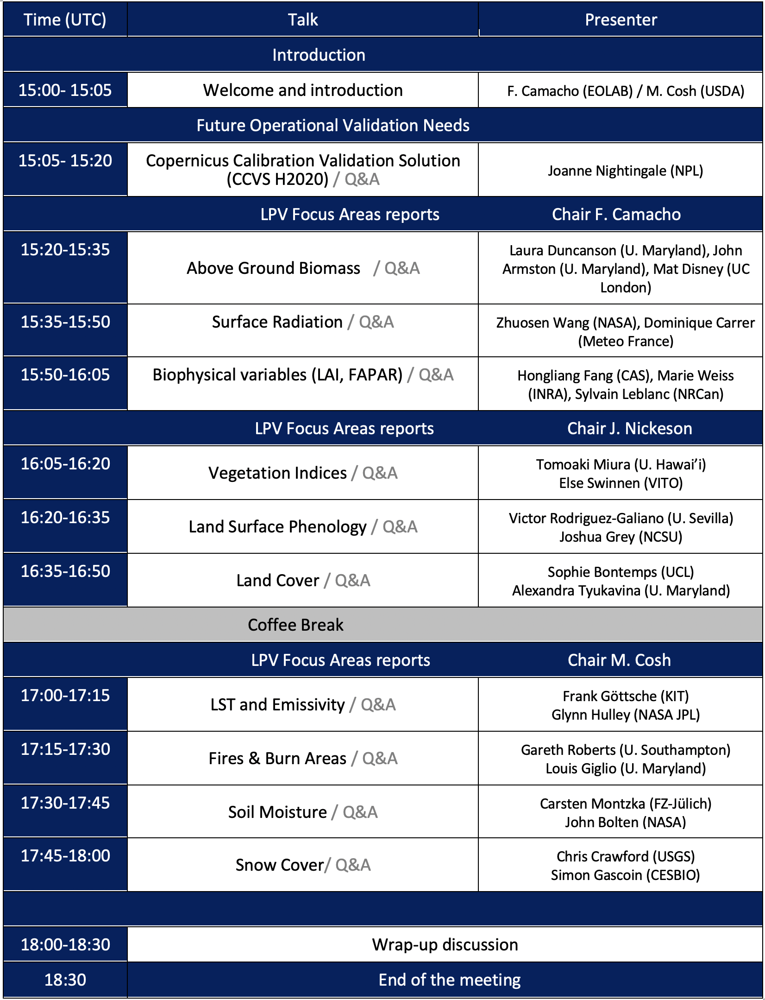 Time (UTC) Talk Presenter
Introduction
15:00- 15:05 Welcome and introduction F. Camacho (EOLAB) / M. Cosh (USDA)
Future Operational Validation Needs
15:05- 15:20 Copernicus Calibration Validation Solution
(CCVS H2020) / Q&A
Joanne Nightingale (NPL)
LPV Focus Areas reports Chair F. Camacho
15:20-15:35
Above Ground Biomass / Q&A
Laura Duncanson (U. Maryland), John
Armston (U. Maryland), Mat Disney (UC
London)
15:35-15:50
Surface Radiation / Q&A
Zhuosen Wang (NASA), Dominique Carrer
(Meteo France)
15:50-16:05
Biophysical variables (LAI, FAPAR) / Q&A
Hongliang Fang (CAS), Marie Weiss
(INRA), Sylvain Leblanc (NRCan)
LPV Focus Areas reports Chair J. Nickeson
16:05-16:20
Vegetation Indices / Q&A
Tomoaki Miura (U. Hawai’i)
Else Swinnen (VITO)
16:20-16:35
Land Surface Phenology / Q&A
Victor Rodriguez-Galiano (U. Sevilla)
Joshua Grey (NCSU)
16:35-16:50
Land Cover / Q&A
Sophie Bontemps (UCL)
Alexandra Tyukavina (U. Maryland)
Coffee Break
LPV Focus Areas reports Chair M. Cosh
17:00-17:15
LST and Emissivity / Q&A
Frank Göttsche (KIT)
Glynn Hulley (NASA JPL)
17:15-17:30
Fires & Burn Areas / Q&A
Gareth Roberts (U. Southampton)
Louis Giglio (U. Maryland)
17:30-17:45
Soil Moisture / Q&A
Carsten Montzka (FZ-Jülich)
John Bolten (NASA)
17:45-18:00
Snow Cover/ Q&A
Chris Crawford (USGS)
Simon Gascoin (CESBIO)
18:00-18:30 Wrap-up discussion
18:30 End of the meeting